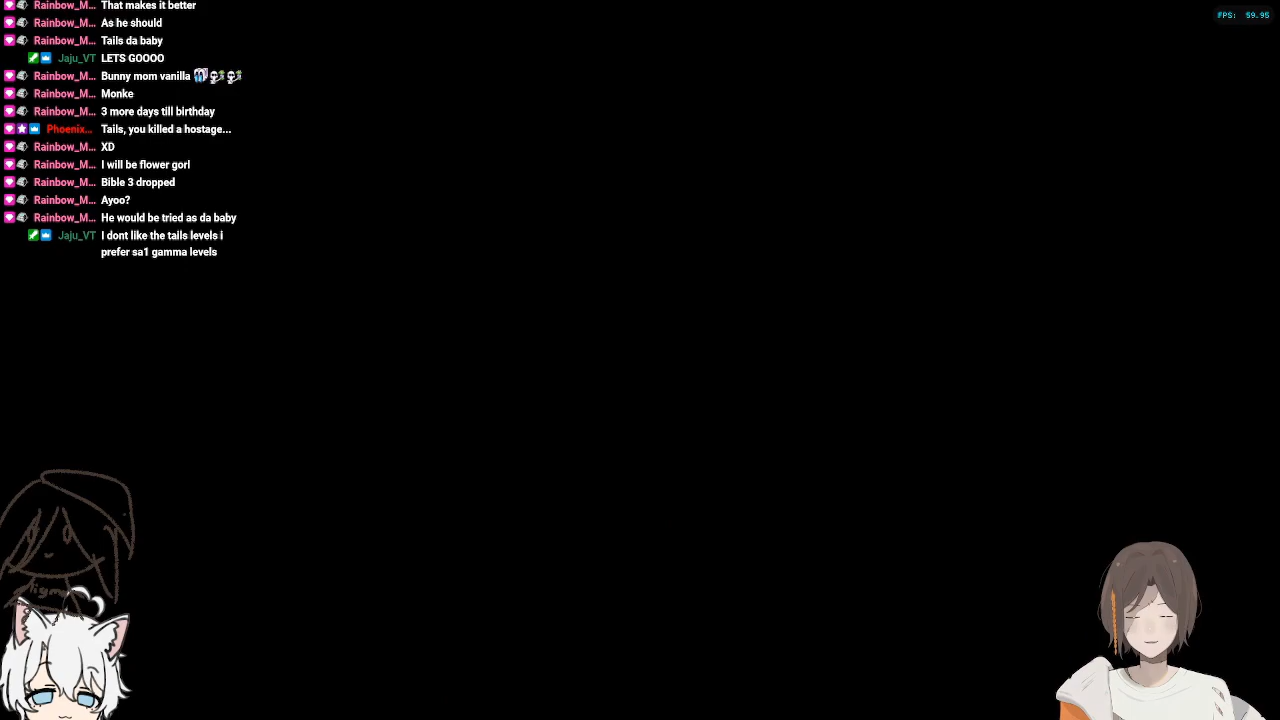 Rainbow_M... That makes it better
FPS: 59.95
Rainbow_M... As he should
Rainbow_M... Tails da baby
Jaju_VT LETS GOOOO
Rainbow_M... Bunny mom vanilla
Rainbow_M... Monke
Rainbow_M... 3 more days till birthday
Phoenix... Tails, you killed a hostage...
Rainbow_M... XD
Rainbow_M... I will be flower gorl
Rainbow_M... Bible 3 dropped
Rainbow_M... Ayoo?
Rainbow_M... He would be tried as da baby
Jaju_VT I dont like the tails levels i
prefer sa1 gamma levels